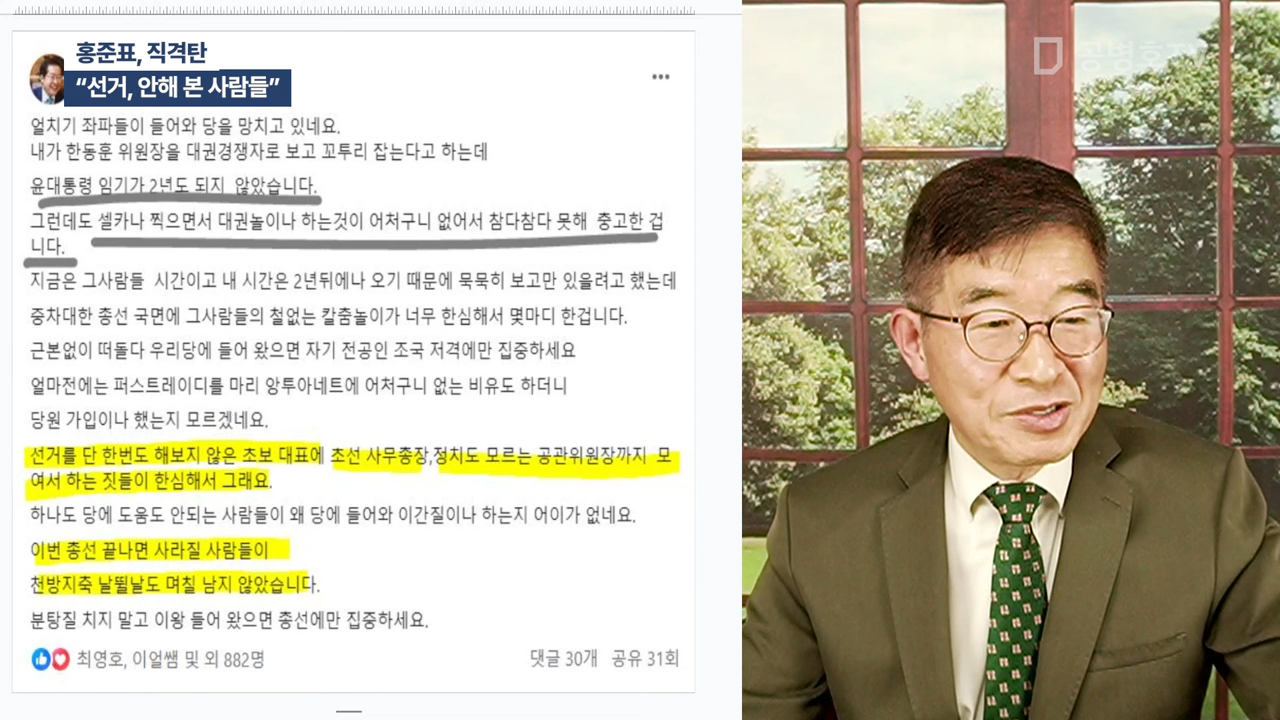 홍준표, 직격탄
“선거, 안해 본 사람들”
얼치기 좌파들이 들어와 당을 망치고 있네요.
내가 한동훈 위원장을 대권경쟁자로 보고 꼬투리 잡는다고 하는데
윤대통령 임기가 2년도 되지 않았습니다.
그런데도 셀카나 찍으면서 대권놀이나 하는것이 어처구니 없어서 참다참다 못해 충고한 겁
니다.
지금은 그사람들 시간이고 내 시간은 2년뒤에나 오기 때문에 묵묵히 보고만 있을려고 했는데
중차대한 총선 국면에 그사람들의 철없는 칼춤놀이가 너무 한심해서 몇마디 한겁니다.
근본없이 떠돌다 우리당에 들어 왔으면 자기 전공인 조국 저격에만 집중하세요
얼마전에는 퍼스트레이디를 마리 앙투아네트에 어처구니 없는 비유도 하더니
당원 가입이나 했는지 모르겠네요.
선거를 단 한번도 해보지 않은 초보 대표에 초선 사무총장,정치도 모르는 공관위원장까지 모
여서 하는 짓들이 한심해서 그래요.
하나도 당에 도움도 안되는 사람들이 왜 당에 들어와 이간질이나 하는지 어이가 없네요.
이번 총선 끝나면 사라질 사람들이
천방지축 날뛸날도 며칠 남지 않았습니다.
분탕질 치지 말고 이왕 들어 왔으면 총선에만 집중하세요.
최영호, 이얼쌤 및 외 882명
댓글 30개 공유 31회
공병호TV